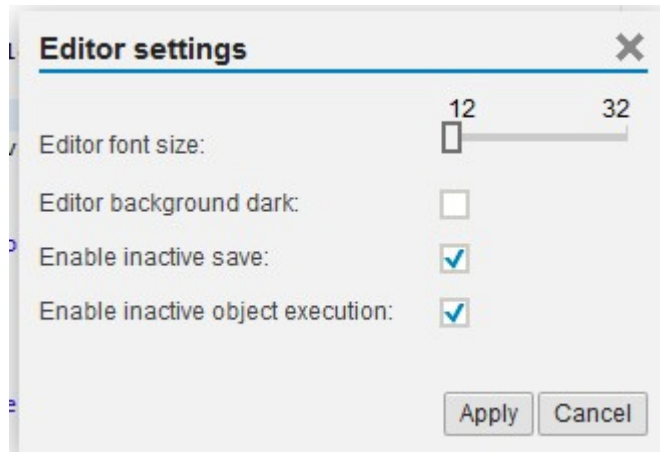 Editor settings
12 32
Editor font size:
Editor background dark:
Enable inactive save:
Enable inactive object execution:
Apply Cancel